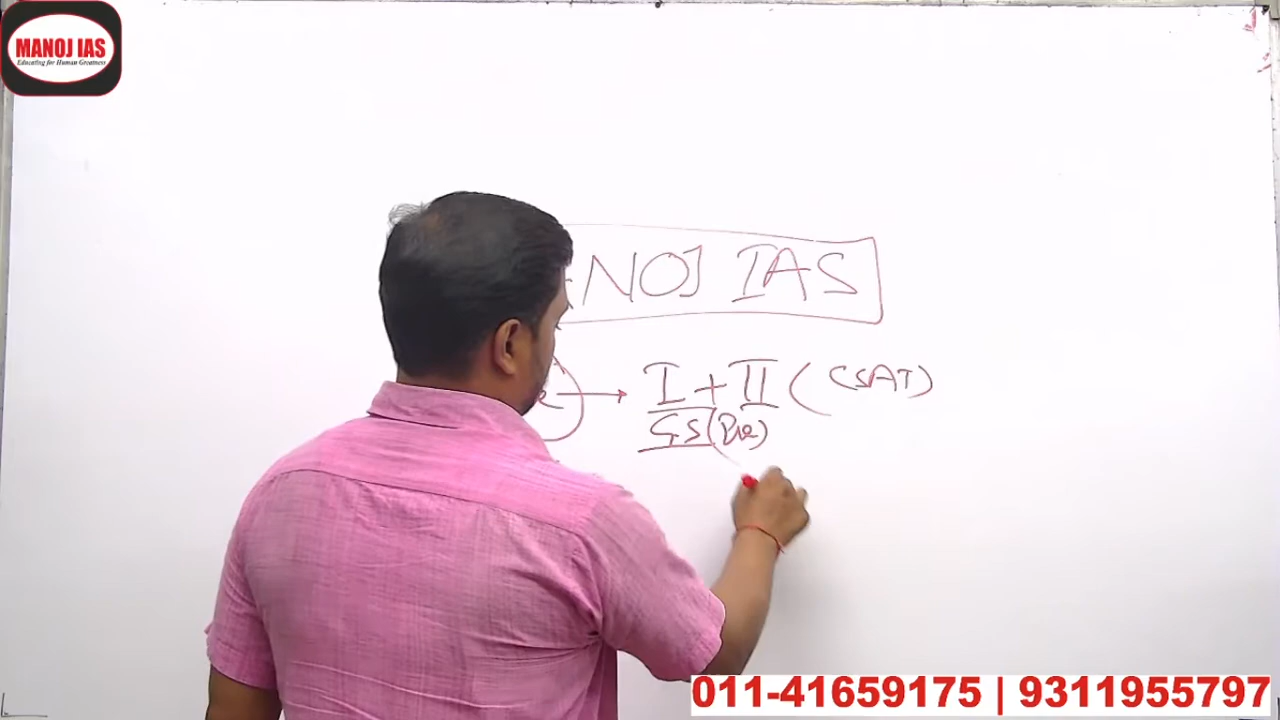 MANOJ IAS
Educating for Human Greatness
NOJ IAS
I + II (CSAT)
GS (Pre)
011-41659175 | 9311955797